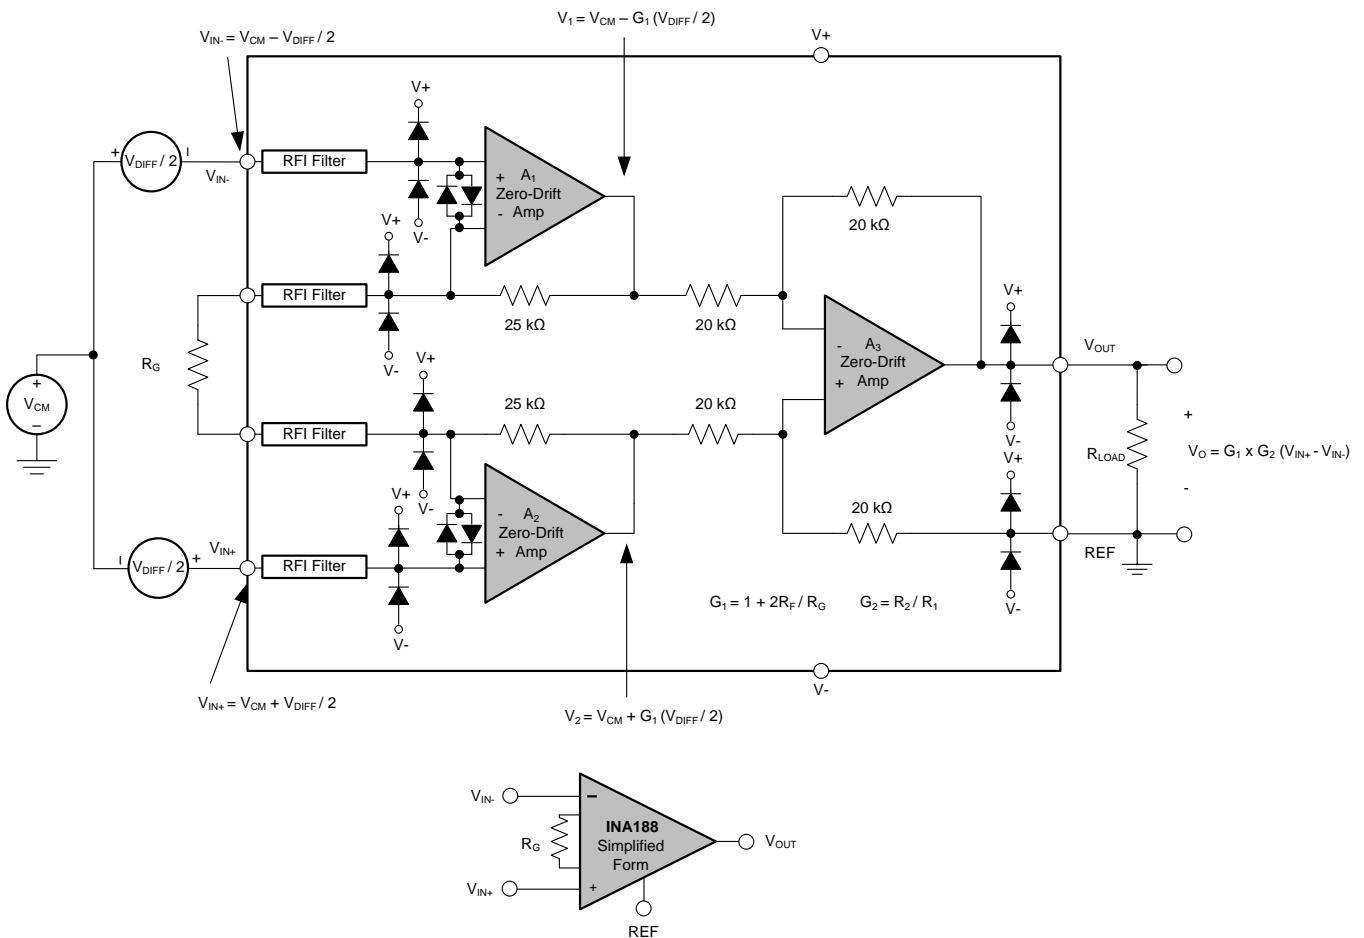 V1 = VCM – G1 (VDIFF / 2)
VIN- = VCM – VDIFF / 2
V+
V+
+
VDIFF / 2
–
VIN-
RFI Filter
V-
+
A1
Zero-Drift
-
Amp
20 kΩ
V+
RFI Filter
V-
25 kΩ
20 kΩ
RG
+
VCM
–
V+
-
A3
Zero-Drift
+
Amp
V+
VOUT
V-
RFI Filter
25 kΩ
20 kΩ
V-
+
RLOAD
VO = G1 x G2 (VIN+ - VIN-)
-
V+
V+
V-
-
A2
Zero-Drift
+
Amp
20 kΩ
REF
–
VDIFF / 2
+
VIN+
RFI Filter
V-
V-
G1 = 1 + 2RF / RG
G2 = R2 / R1
V-
VIN+ = VCM + VDIFF / 2
V2 = VCM + G1 (VDIFF / 2)
VIN-
–
RG
INA188
Simplified
Form
VOUT
VIN+
+
REF